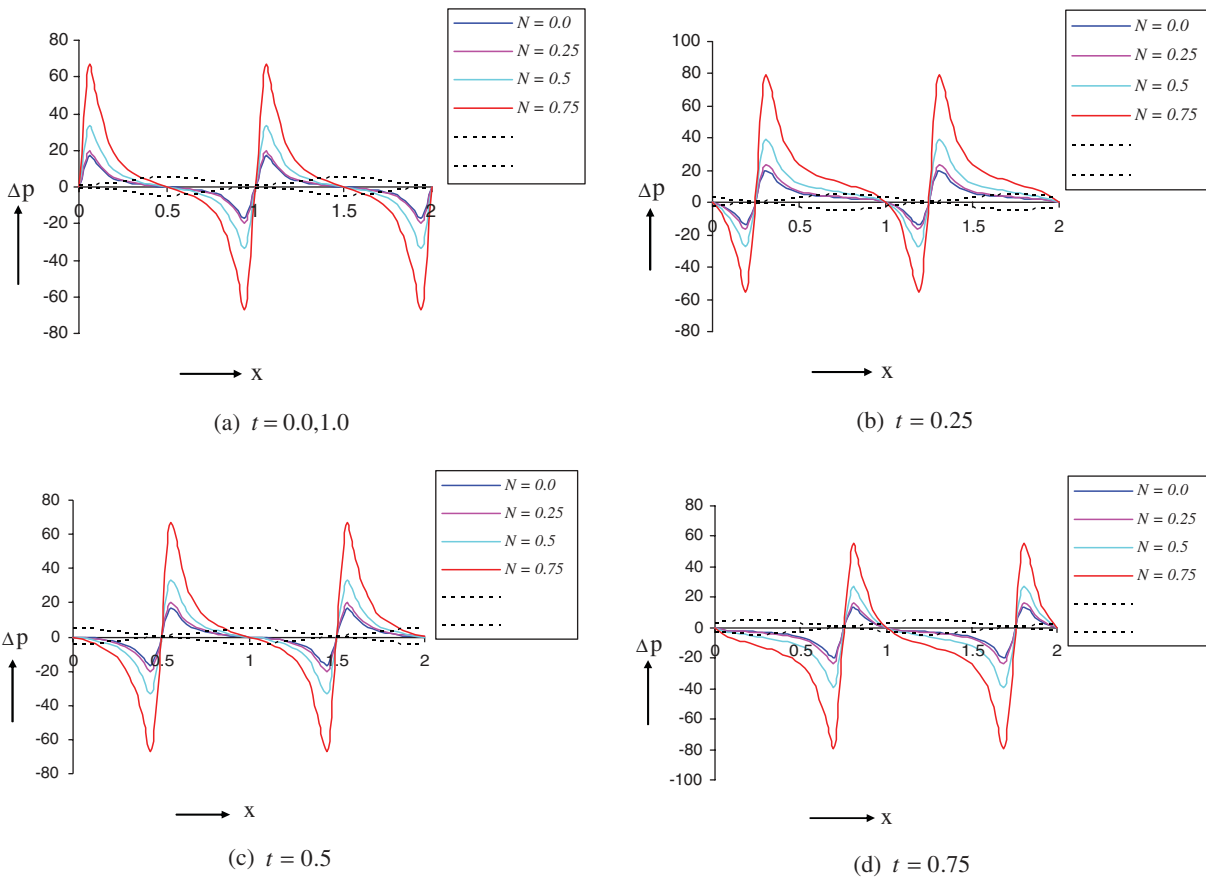 80
60
40
20
0
-20
-40
-60
-80
0
0.5
1
1.5
2
Δp
x
N = 0.0
N = 0.25
N = 0.5
N = 0.75
(a) t = 0.0,1.0
100
80
60
40
20
0
-20
-40
-60
-80
0
0.5
1
1.5
2
Δp
x
N = 0.0
N = 0.25
N = 0.5
N = 0.75
(b) t = 0.25
80
60
40
20
0
-20
-40
-60
-80
0
0.5
1
1.5
2
Δp
x
N = 0.0
N = 0.25
N = 0.5
N = 0.75
(c) t = 0.5
100
80
60
40
20
0
-20
-40
-60
-80
-100
0
0.5
1
1.5
2
Δp
x
N = 0.0
N = 0.25
N = 0.5
N = 0.75
(d) t = 0.75